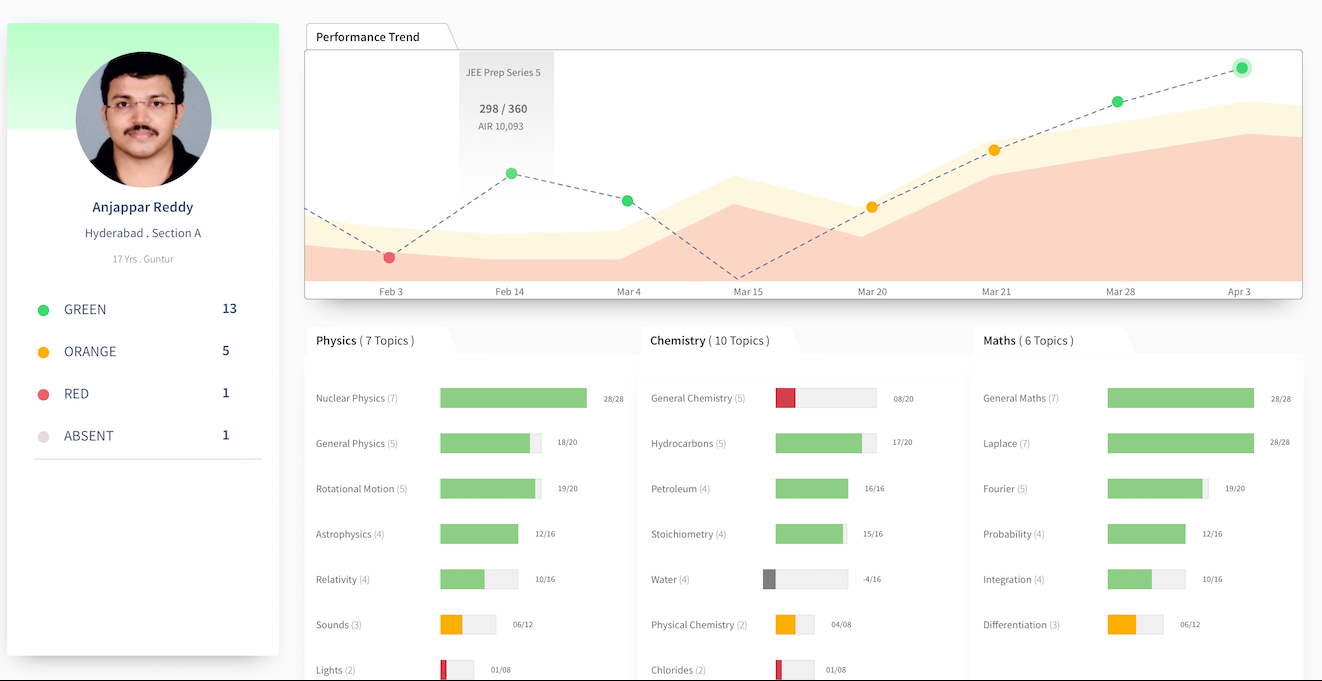 Anjappar Reddy
Hyderabad . Section A
17 Yrs . Guntur
GREEN 13
ORANGE 5
RED 1
ABSENT 1
Performance Trend
JEE Prep Series 5
298 / 360
AIR 10,093
Feb 3 Feb 14 Mar 4 Mar 15 Mar 20 Mar 21 Mar 28 Apr 3
Physics ( 7 Topics )
Nuclear Physics (7) 28/28
General Physics (5) 18/20
Rotational Motion (5) 19/20
Astrophysics (4) 12/16
Relativity (4) 10/16
Sounds (3) 06/12
Lights (2) 01/08
Chemistry ( 10 Topics )
General Chemistry (5) 08/20
Hydrocarbons (5) 17/20
Petroleum (4) 16/16
Stoichiometry (4) 15/16
Water (4) -4/16
Physical Chemistry (2) 04/08
Chlorides (2) 01/08
Maths ( 6 Topics )
General Maths (7) 28/28
Laplace (7) 28/28
Fourier (5) 19/20
Probability (4) 12/16
Integration (4) 10/16
Differentiation (3) 06/12